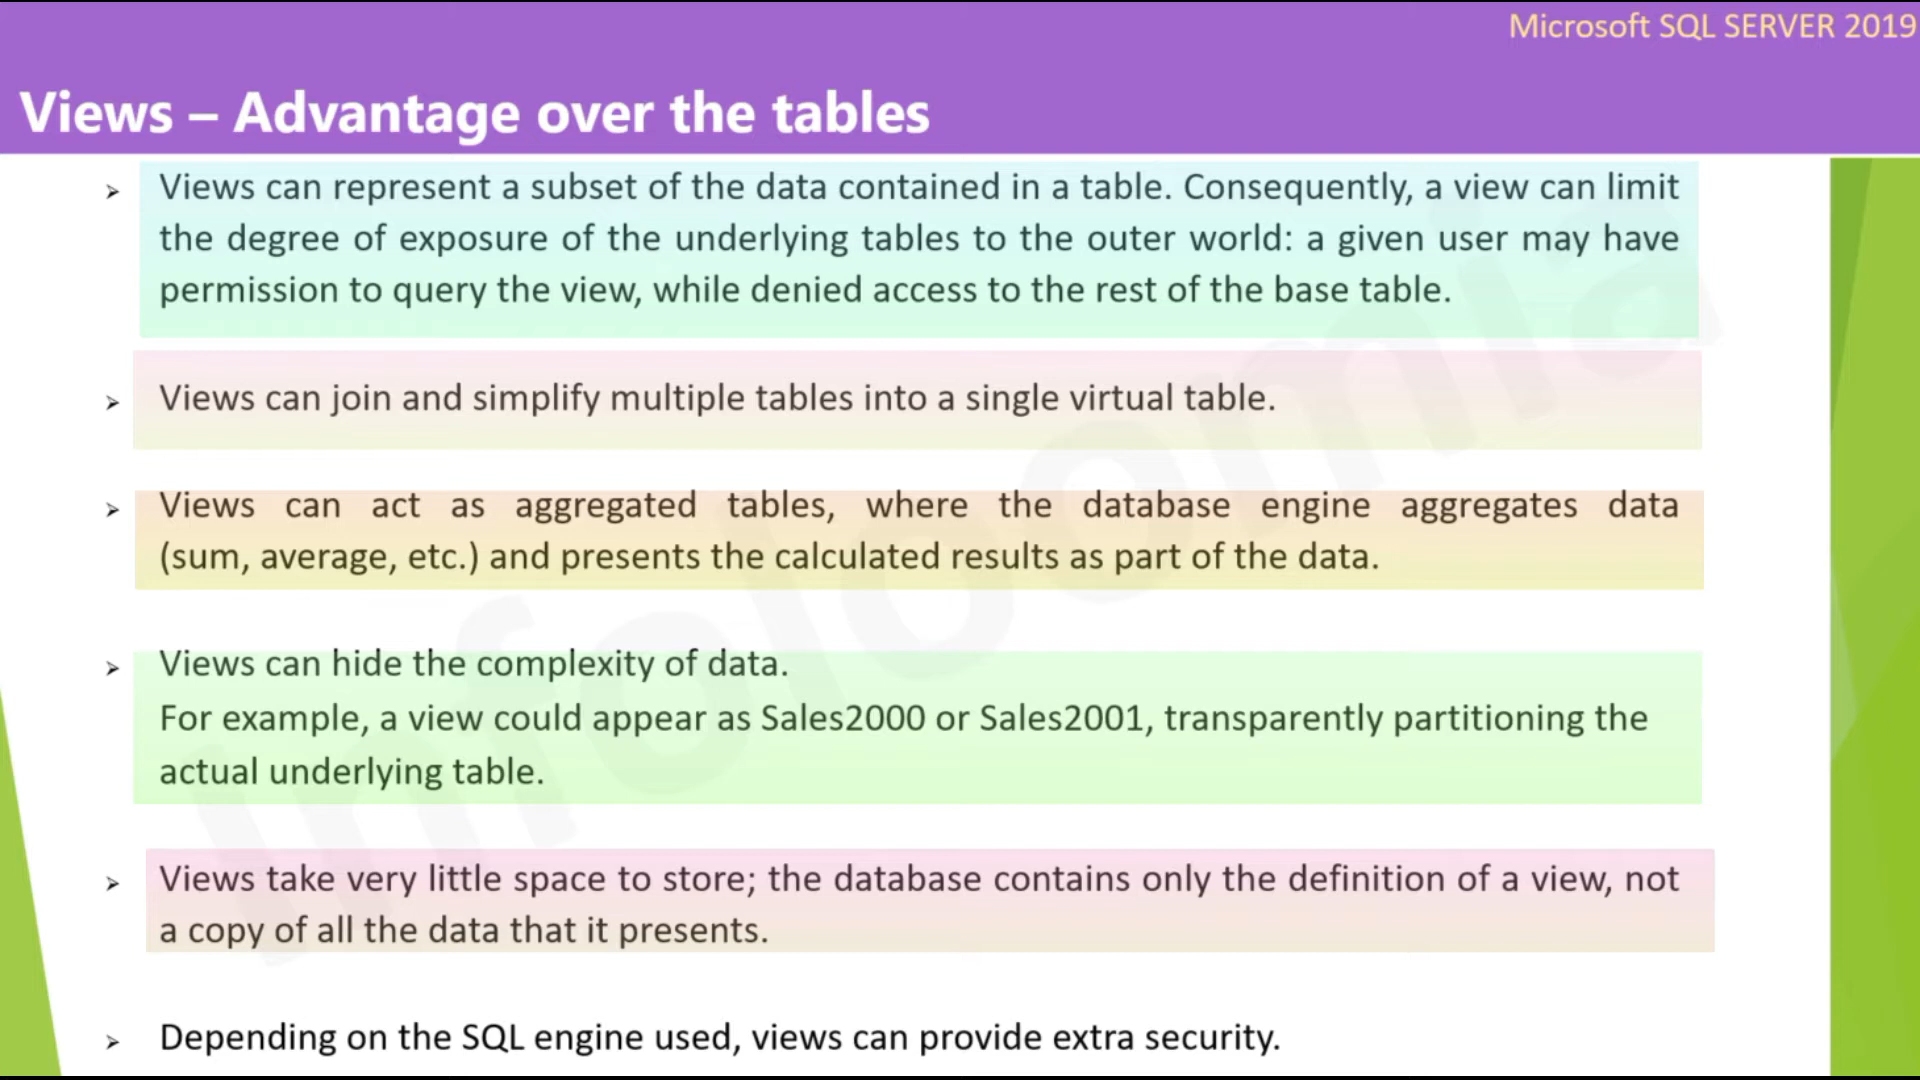 Microsoft SQL SERVER 2019
Views – Advantage over the tables
➢ Views can represent a subset of the data contained in a table. Consequently, a view can limit
the degree of exposure of the underlying tables to the outer world: a given user may have
permission to query the view, while denied access to the rest of the base table.
➢ Views can join and simplify multiple tables into a single virtual table.
➢ Views can act as aggregated tables, where the database engine aggregates data
(sum, average, etc.) and presents the calculated results as part of the data.
➢ Views can hide the complexity of data.
For example, a view could appear as Sales2000 or Sales2001, transparently partitioning the
actual underlying table.
➢ Views take very little space to store; the database contains only the definition of a view, not
a copy of all the data that it presents.
➢ Depending on the SQL engine used, views can provide extra security.
Infoloomia